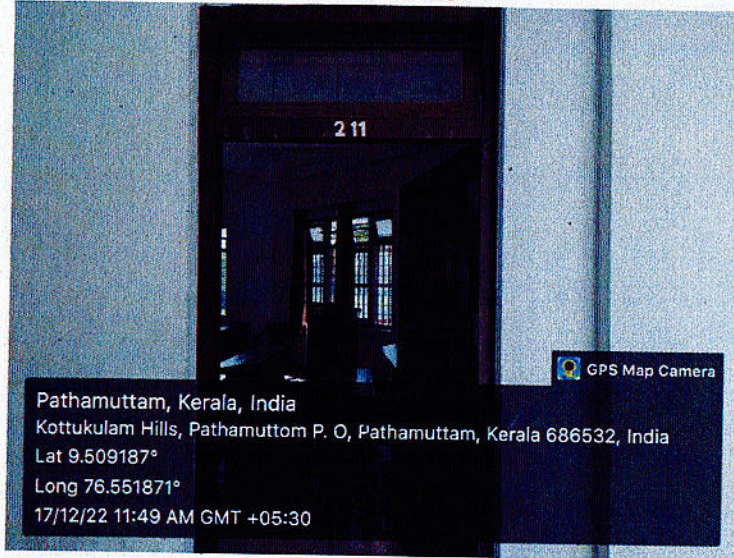 2 11
GPS Map Camera
Pathamuttam, Kerala, India
Kottukulam Hills, Pathamuttom P. O, Pathamuttam, Kerala 686532, India
Lat 9.509187°
Long 76.551871°
17/12/22 11:49 AM GMT +05:30